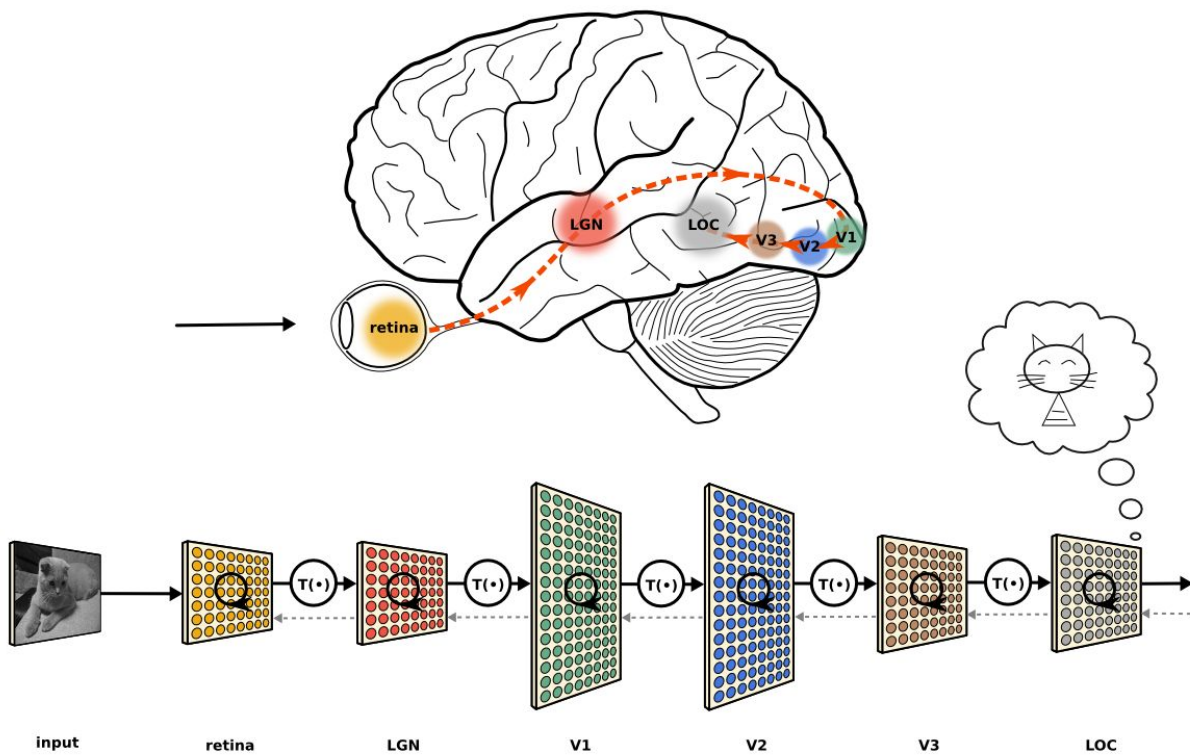 LGN
LOC
V3
V2
V1
retina
T(•)
T(•)
T(•)
T(•)
T(•)
input
retina
LGN
V1
V2
V3
LOC